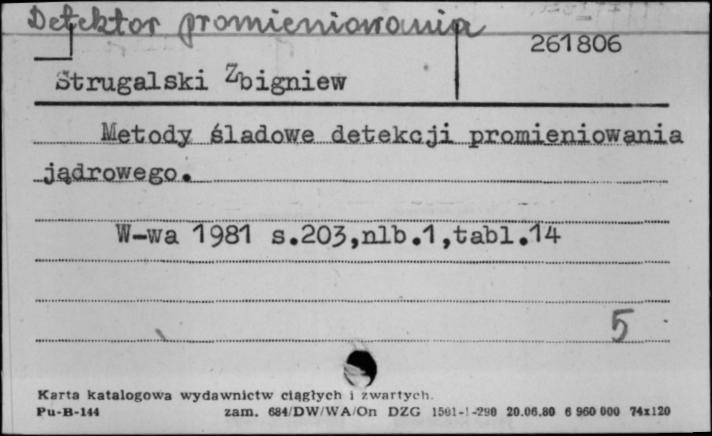 Detektor promieniowania
261806
Strugalski Zbigniew
Metody śladowe detekcji promieniowania
jądrowego.
W-wa 1981 s.203,nlb.1,tabl.14
5
Karta katalogowa wydawnictw ciągłych i zwartych.
Pu-B-144 zam. 684/DW/WA/On DZG 1561-1-290 20.06.80 6 960 000 74x120